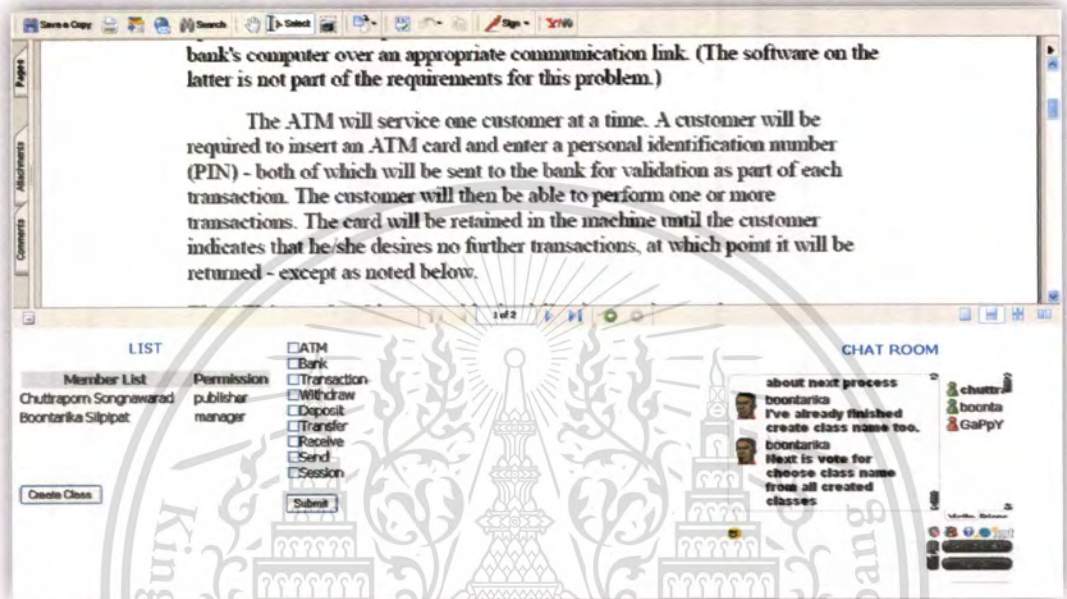 Save a Copy Search Select Sign
Pages
Attachments
Comments
bank's computer over an appropriate communication link. (The software on the
latter is not part of the requirements for this problem.)
The ATM will service one customer at a time. A customer will be
required to insert an ATM card and enter a personal identification number
(PIN) - both of which will be sent to the bank for validation as part of each
transaction. The customer will then be able to perform one or more
transactions. The card will be retained in the machine until the customer
indicates that he/she desires no further transactions, at which point it will be
returned - except as noted below.
1 of 2
LIST
Member List Permission
Chuttraporn Songnawarad publisher
Boontarika Silpipat manager
Create Class
ATM
Bank
Transaction
Withdraw
Deposit
Transfer
Receive
Send
Session
Submit
CHAT ROOM
about next process
boontarika
I've already finished
create class name too.
boontarika
Next is vote for
choose class name
from all created
classes
chuttra
boonta
GaPpY
King
bang